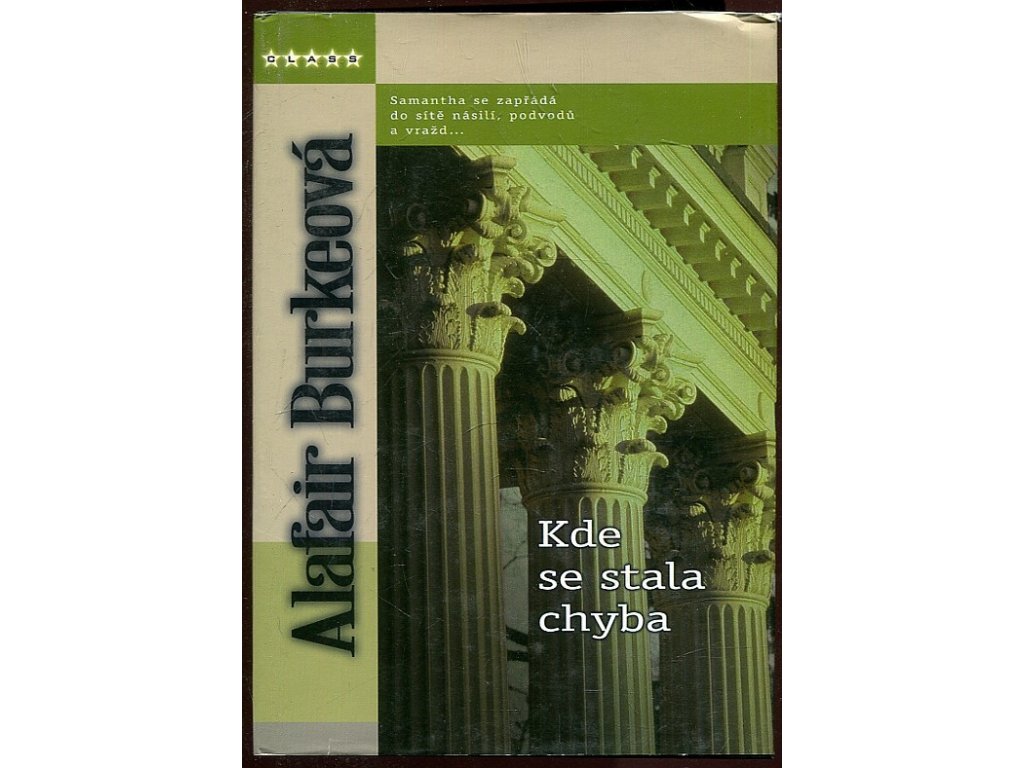 CLASS
Samantha se zapřádá
do sítě násilí, podvodů
a vražd...
Alafair Burkeová
Kde
se stala
chyba